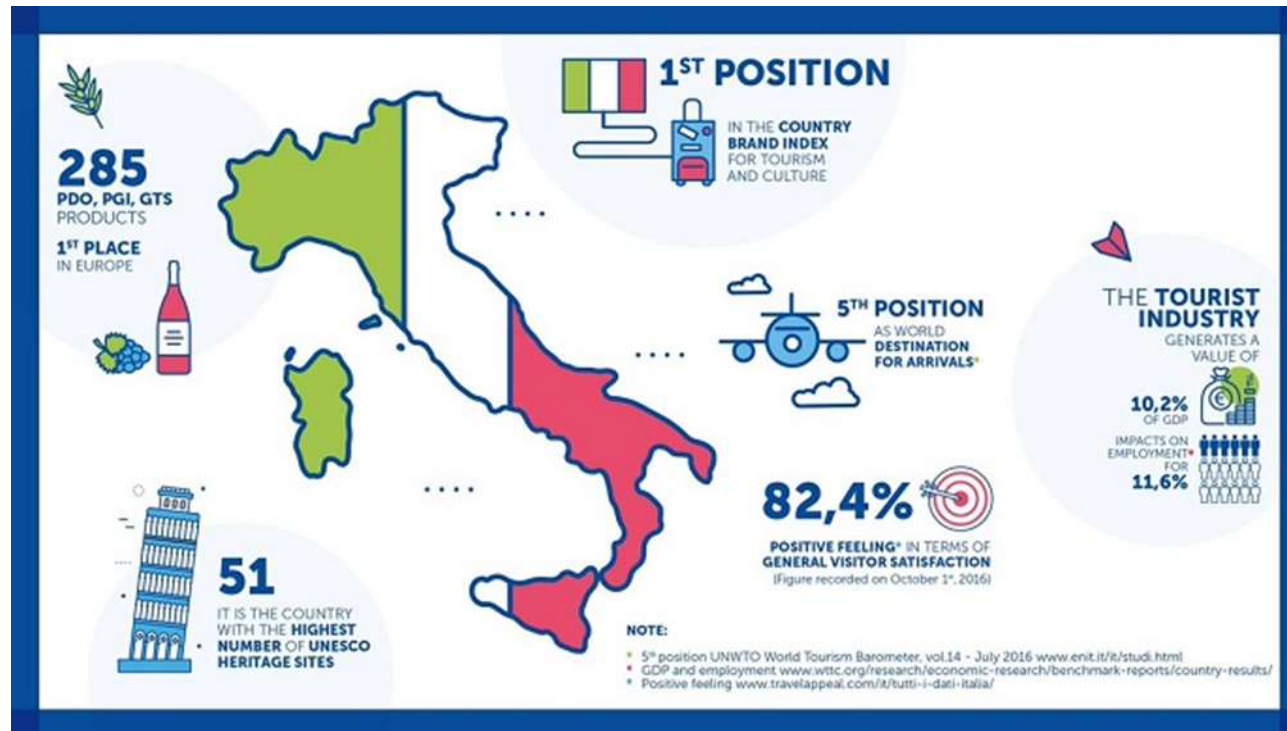 285
PDO, PGI, GTS
PRODUCTS
1ST PLACE
IN EUROPE
1ST POSITION
IN THE COUNTRY
BRAND INDEX
FOR TOURISM
AND CULTURE
5TH POSITION
AS WORLD
DESTINATION
FOR ARRIVALS*
THE TOURIST
INDUSTRY
GENERATES A
VALUE OF
10,2%
OF GDP
IMPACTS ON
EMPLOYMENT*
FOR
11,6%
82,4%
POSITIVE FEELING* IN TERMS OF
GENERAL VISITOR SATISFACTION
(Figure recorded on October 1st, 2016)
51
IT IS THE COUNTRY
WITH THE HIGHEST
NUMBER OF UNESCO
HERITAGE SITES
NOTE:
* 5th position UNWTO World Tourism Barometer, vol.14 - July 2016 www.enit.it/it/studi.html
* GDP and employment www.wttc.org/research/economic-research/benchmark-reports/country-results/
* Positive feeling www.travelappeal.com/it/tutti-i-dati-italia/